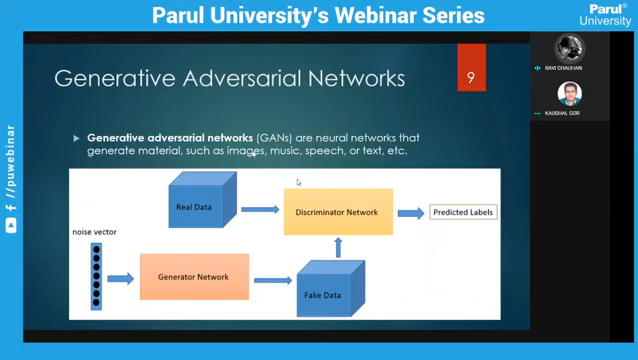 Parul University's Webinar Series
Parul®
University
Generative Adversarial Networks
9
RAVI CHAUHAN
KAUSHAL GOR
Generative adversarial networks (GANs) are neural networks that
generate material, such as images, music, speech, or text, etc.
Real Data
Discriminator Network
Predicted Labels
noise vector
Generator Network
Fake Data
/puwebinar